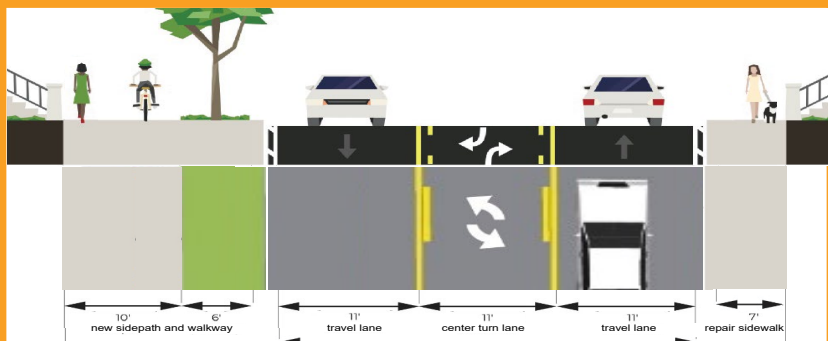 10' 6' 11' 11' 11' 7'
new sidepath and walkway travel lane center turn lane travel lane repair sidewalk